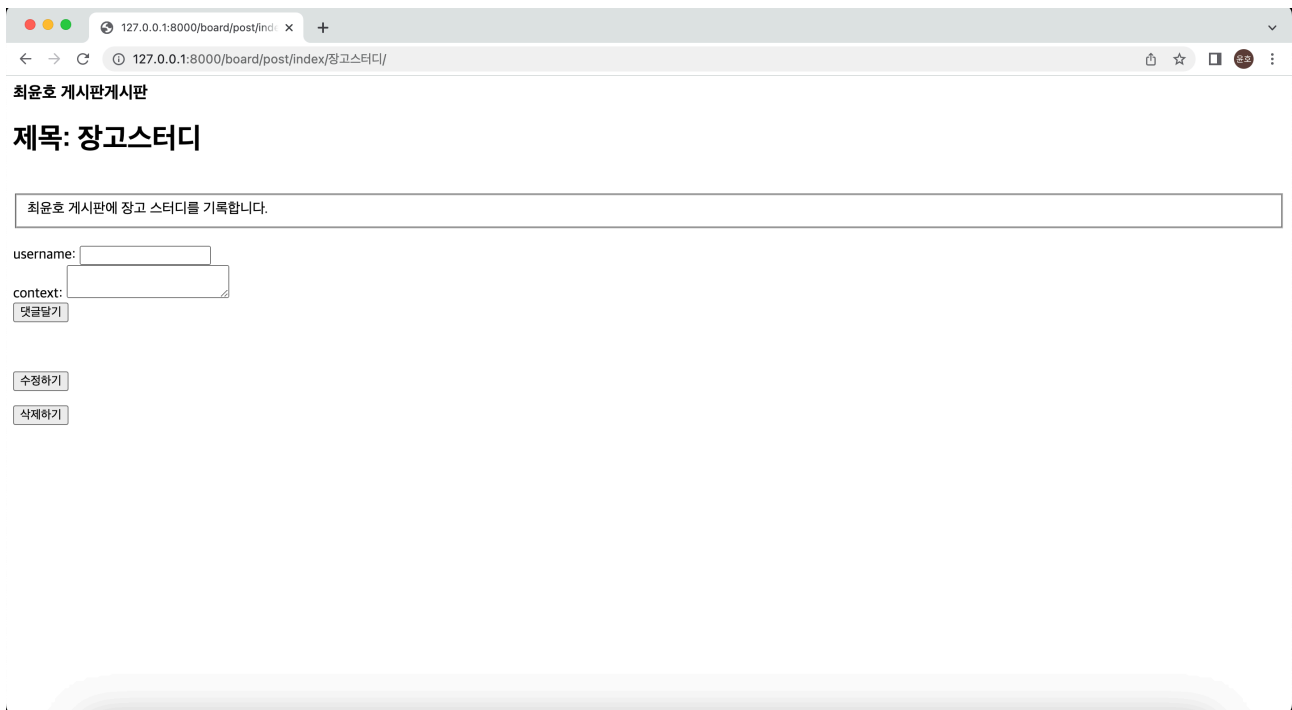 127.0.0.1:8000/board/post/inde
127.0.0.1:8000/board/post/index/장고스터디/
윤호
최윤호 게시판게시판
제목: 장고스터디
최윤호 게시판에 장고 스터디를 기록합니다.
username:
context:
댓글달기
수정하기
삭제하기